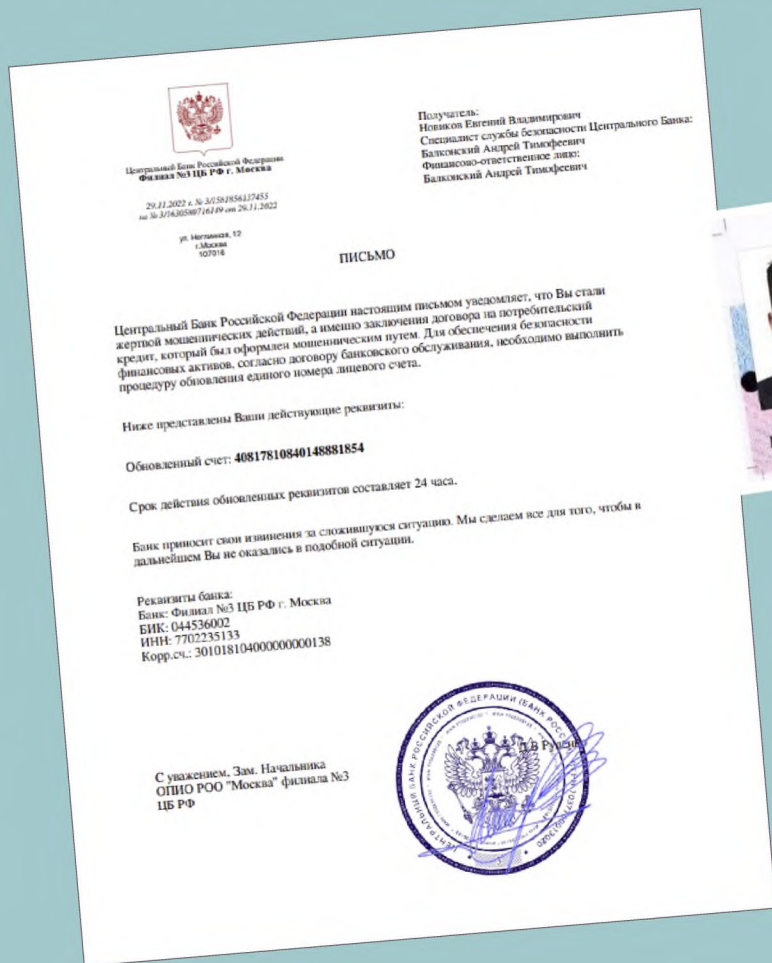 Центральный Банк Российской Федерации
Филиал №3 ЦБ РФ г. Москва
29.11.2022 г. № 3/1581856117455
на № 3/1630580716149 от 29.11.2022
ул. Неглинная, 12
г.Москва
107016
Получатель:
Новиков Евгений Владимирович
Специалист службы безопасности Центрального Банка:
Балконский Андрей Тимофеевич
Финансово-ответственное лицо:
Балконский Андрей Тимофеевич
ПИСЬМО
Центральный Банк Российской Федерации настоящим письмом уведомляет, что Вы стали
жертвой мошеннических действий, а именно заключения договора на потребительский
кредит, который был оформлен мошенническим путем. Для обеспечения безопасности
финансовых активов, согласно договору банковского обслуживания, необходимо выполнить
процедуру обновления единого номера лицевого счета.
Ниже представлены Ваши действующие реквизиты:
Обновленный счет: 40817810840148881854
Срок действия обновленных реквизитов составляет 24 часа.
Банк приносит свои извинения за сложившуюся ситуацию. Мы сделаем все для того, чтобы в
дальнейшем Вы не оказались в подобной ситуации.
Реквизиты банка:
Банк: Филиал №3 ЦБ РФ г. Москва
БИК: 044536002
ИНН: 7702235133
Корр.сч.: 301018104000000000138
С уважением, Зам. Начальника
ОПИО РОО "Москва" филиала №3
ЦБ РФ